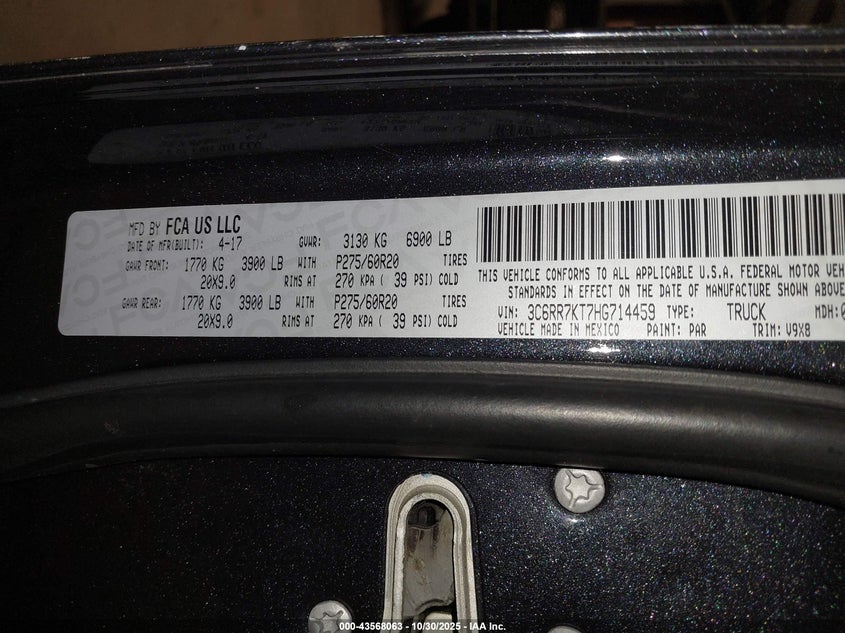 MFD BY FCA US LLC
DATE OF MFR(BUILT): 4-17 GVWR: 3130 KG 6900 LB
GAWR FRONT: 1770 KG 3900 LB WITH P275/60R20 TIRES
20X9.0 RIMS AT 270 KPA ( 39 PSI) COLD
GAWR REAR: 1770 KG 3900 LB WITH P275/60R20 TIRES
20X9.0 RIMS AT 270 KPA ( 39 PSI) COLD
THIS VEHICLE CONFORMS TO ALL APPLICABLE U.S.A. FEDERAL MOTOR
STANDARDS IN EFFECT ON THE DATE OF MANUFACTURE SHOWN
VIN: 3C6RR7KT7HG714459 TYPE: TRUCK MDH:
VEHICLE MADE IN MEXICO PAINT: PAR TRIM: V9X8
000-43568063 - 10/30/2025 - IAA Inc.